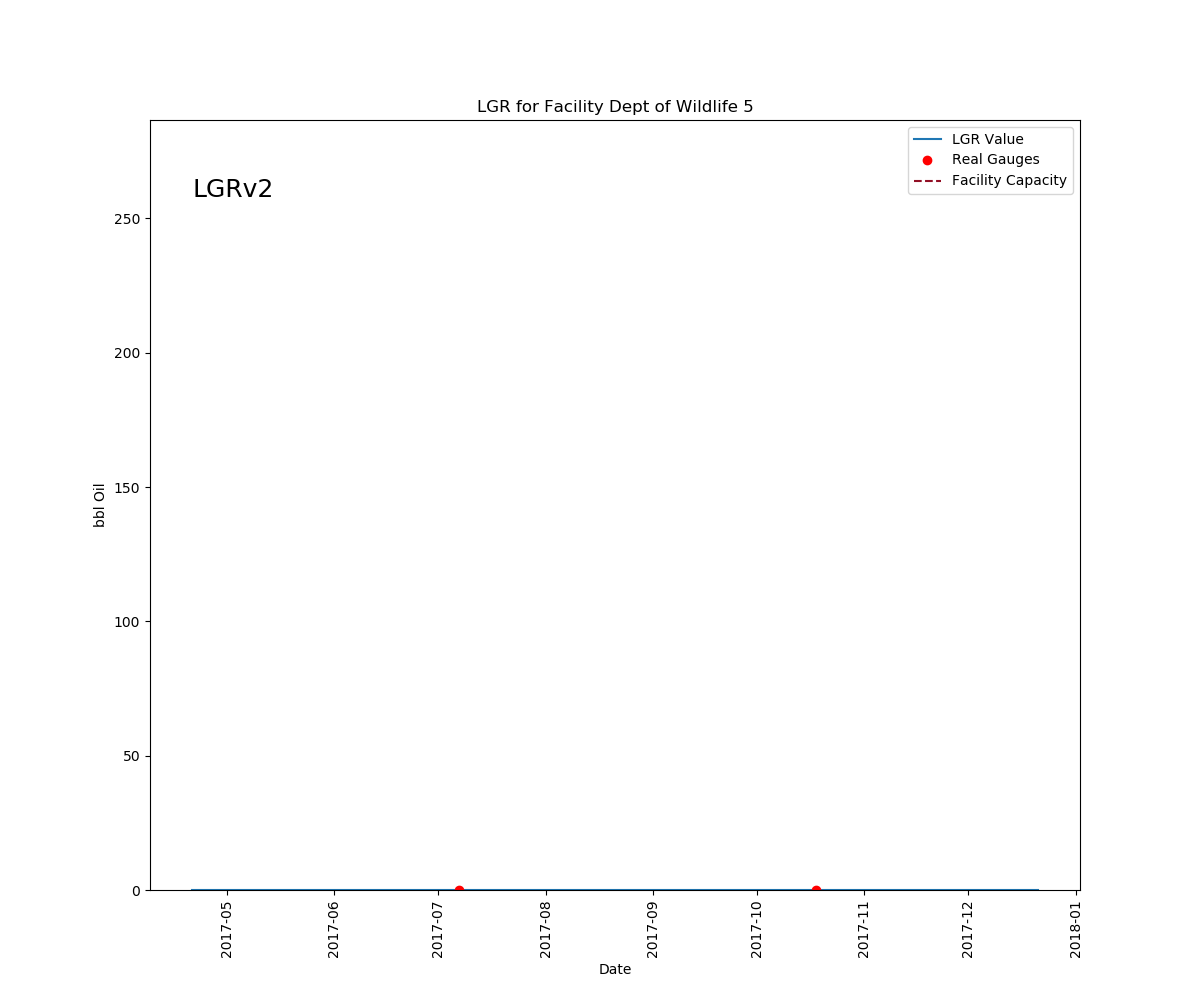 LGR for Facility Dept of Wildlife 5
LGR Value
Real Gauges
Facility Capacity
LGRv2
250
200
150
100
50
0
bbl Oil
2017-05
2017-06
2017-07
2017-08
2017-09
2017-10
2017-11
2017-12
2018-01
Date